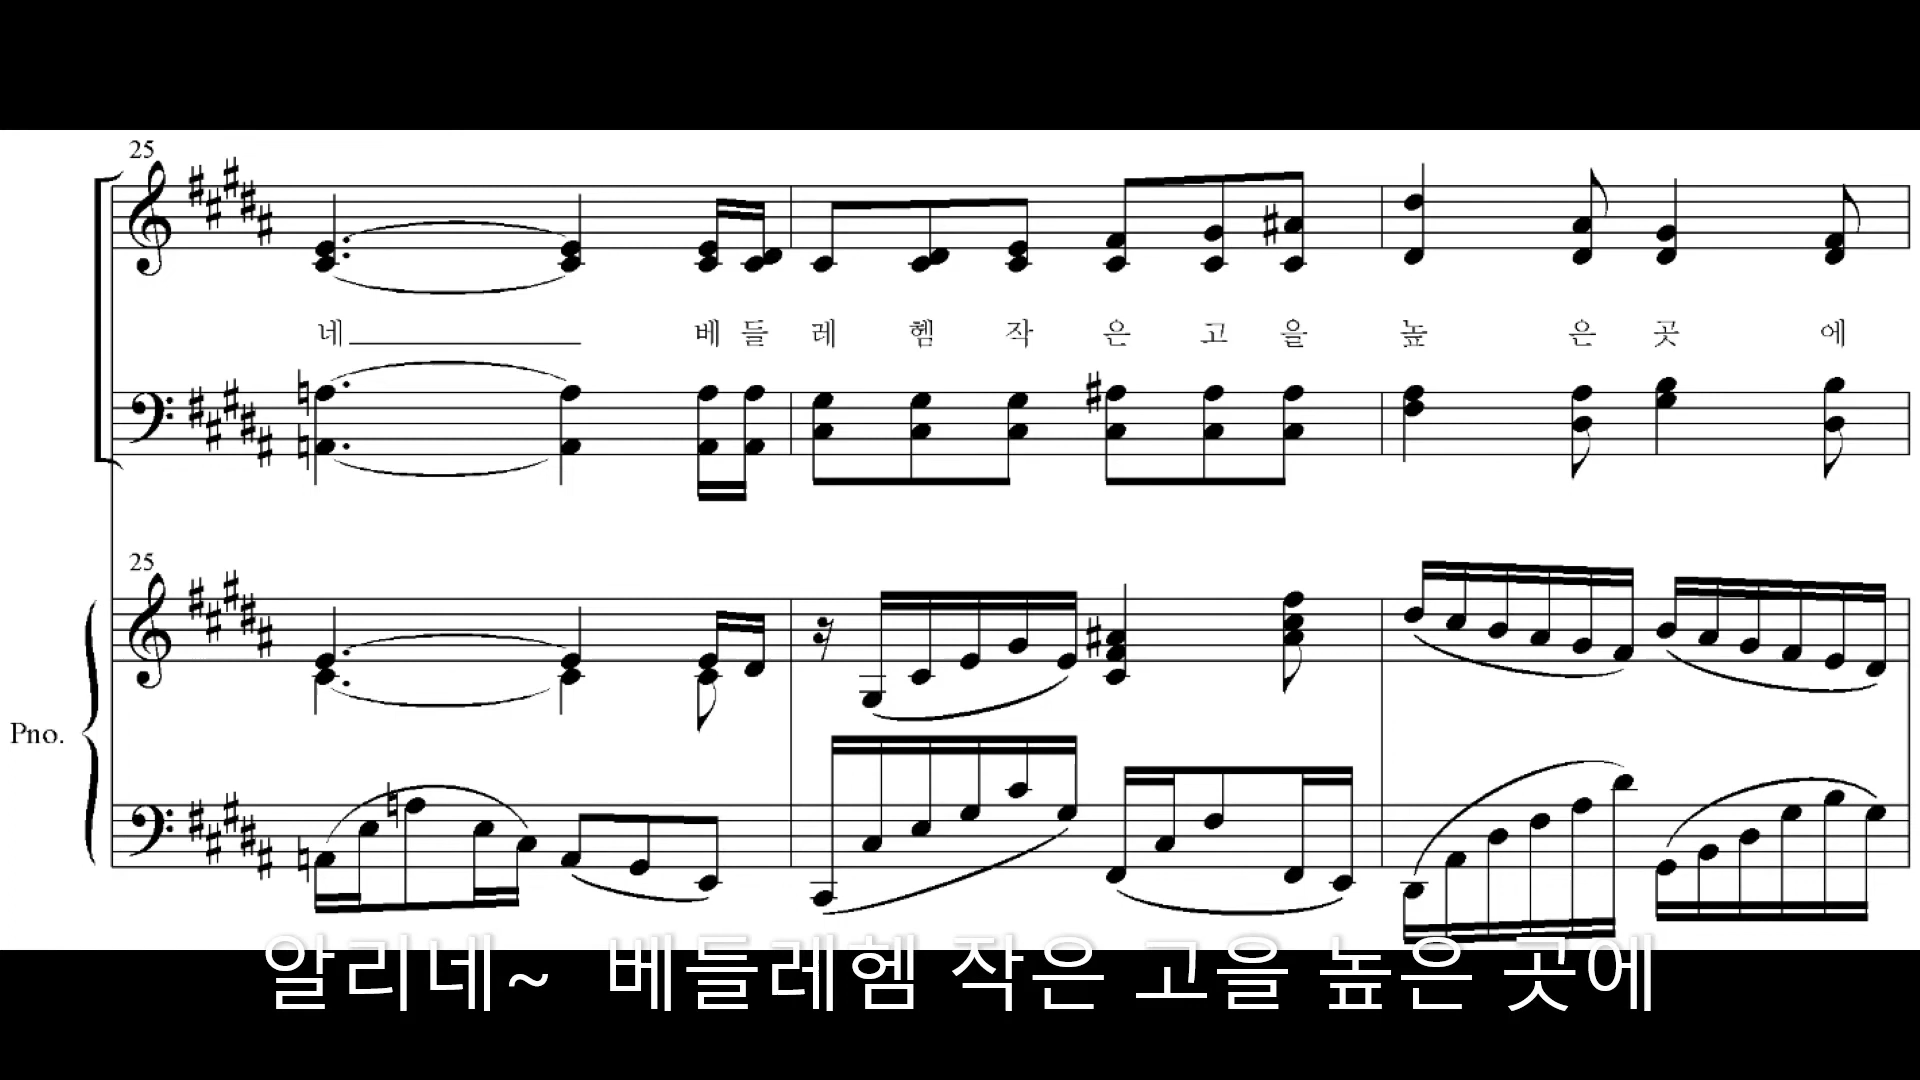 25
네 베 들 레 헴 작 은 고 을 높 은 곳 에
25
Pno.
알리네~ 베들레헴 작은 고을 높은 곳에